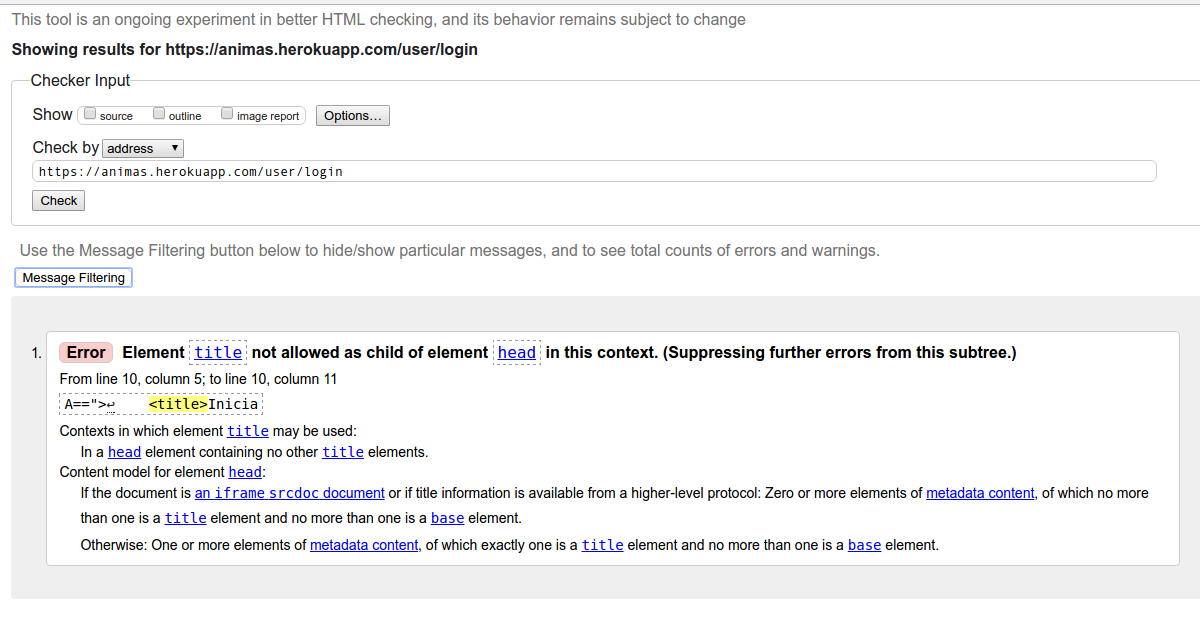 This tool is an ongoing experiment in better HTML checking, and its behavior remains subject to change
Showing results for https://animas.herokuapp.com/user/login
Checker Input
Show source outline image report Options...
Check by address
https://animas.herokuapp.com/user/login
Check
Use the Message Filtering button below to hide/show particular messages, and to see total counts of errors and warnings.
Message Filtering
1. Error Element title not allowed as child of element head in this context. (Suppressing further errors from this subtree.)
From line 10, column 5; to line 10, column 11
A==">↩    <title>Inicia
Contexts in which element title may be used:
In a head element containing no other title elements.
Content model for element head:
If the document is an iframe srcdoc document or if title information is available from a higher-level protocol: Zero or more elements of metadata content, of which no more
than one is a title element and no more than one is a base element.
Otherwise: One or more elements of metadata content, of which exactly one is a title element and no more than one is a base element.